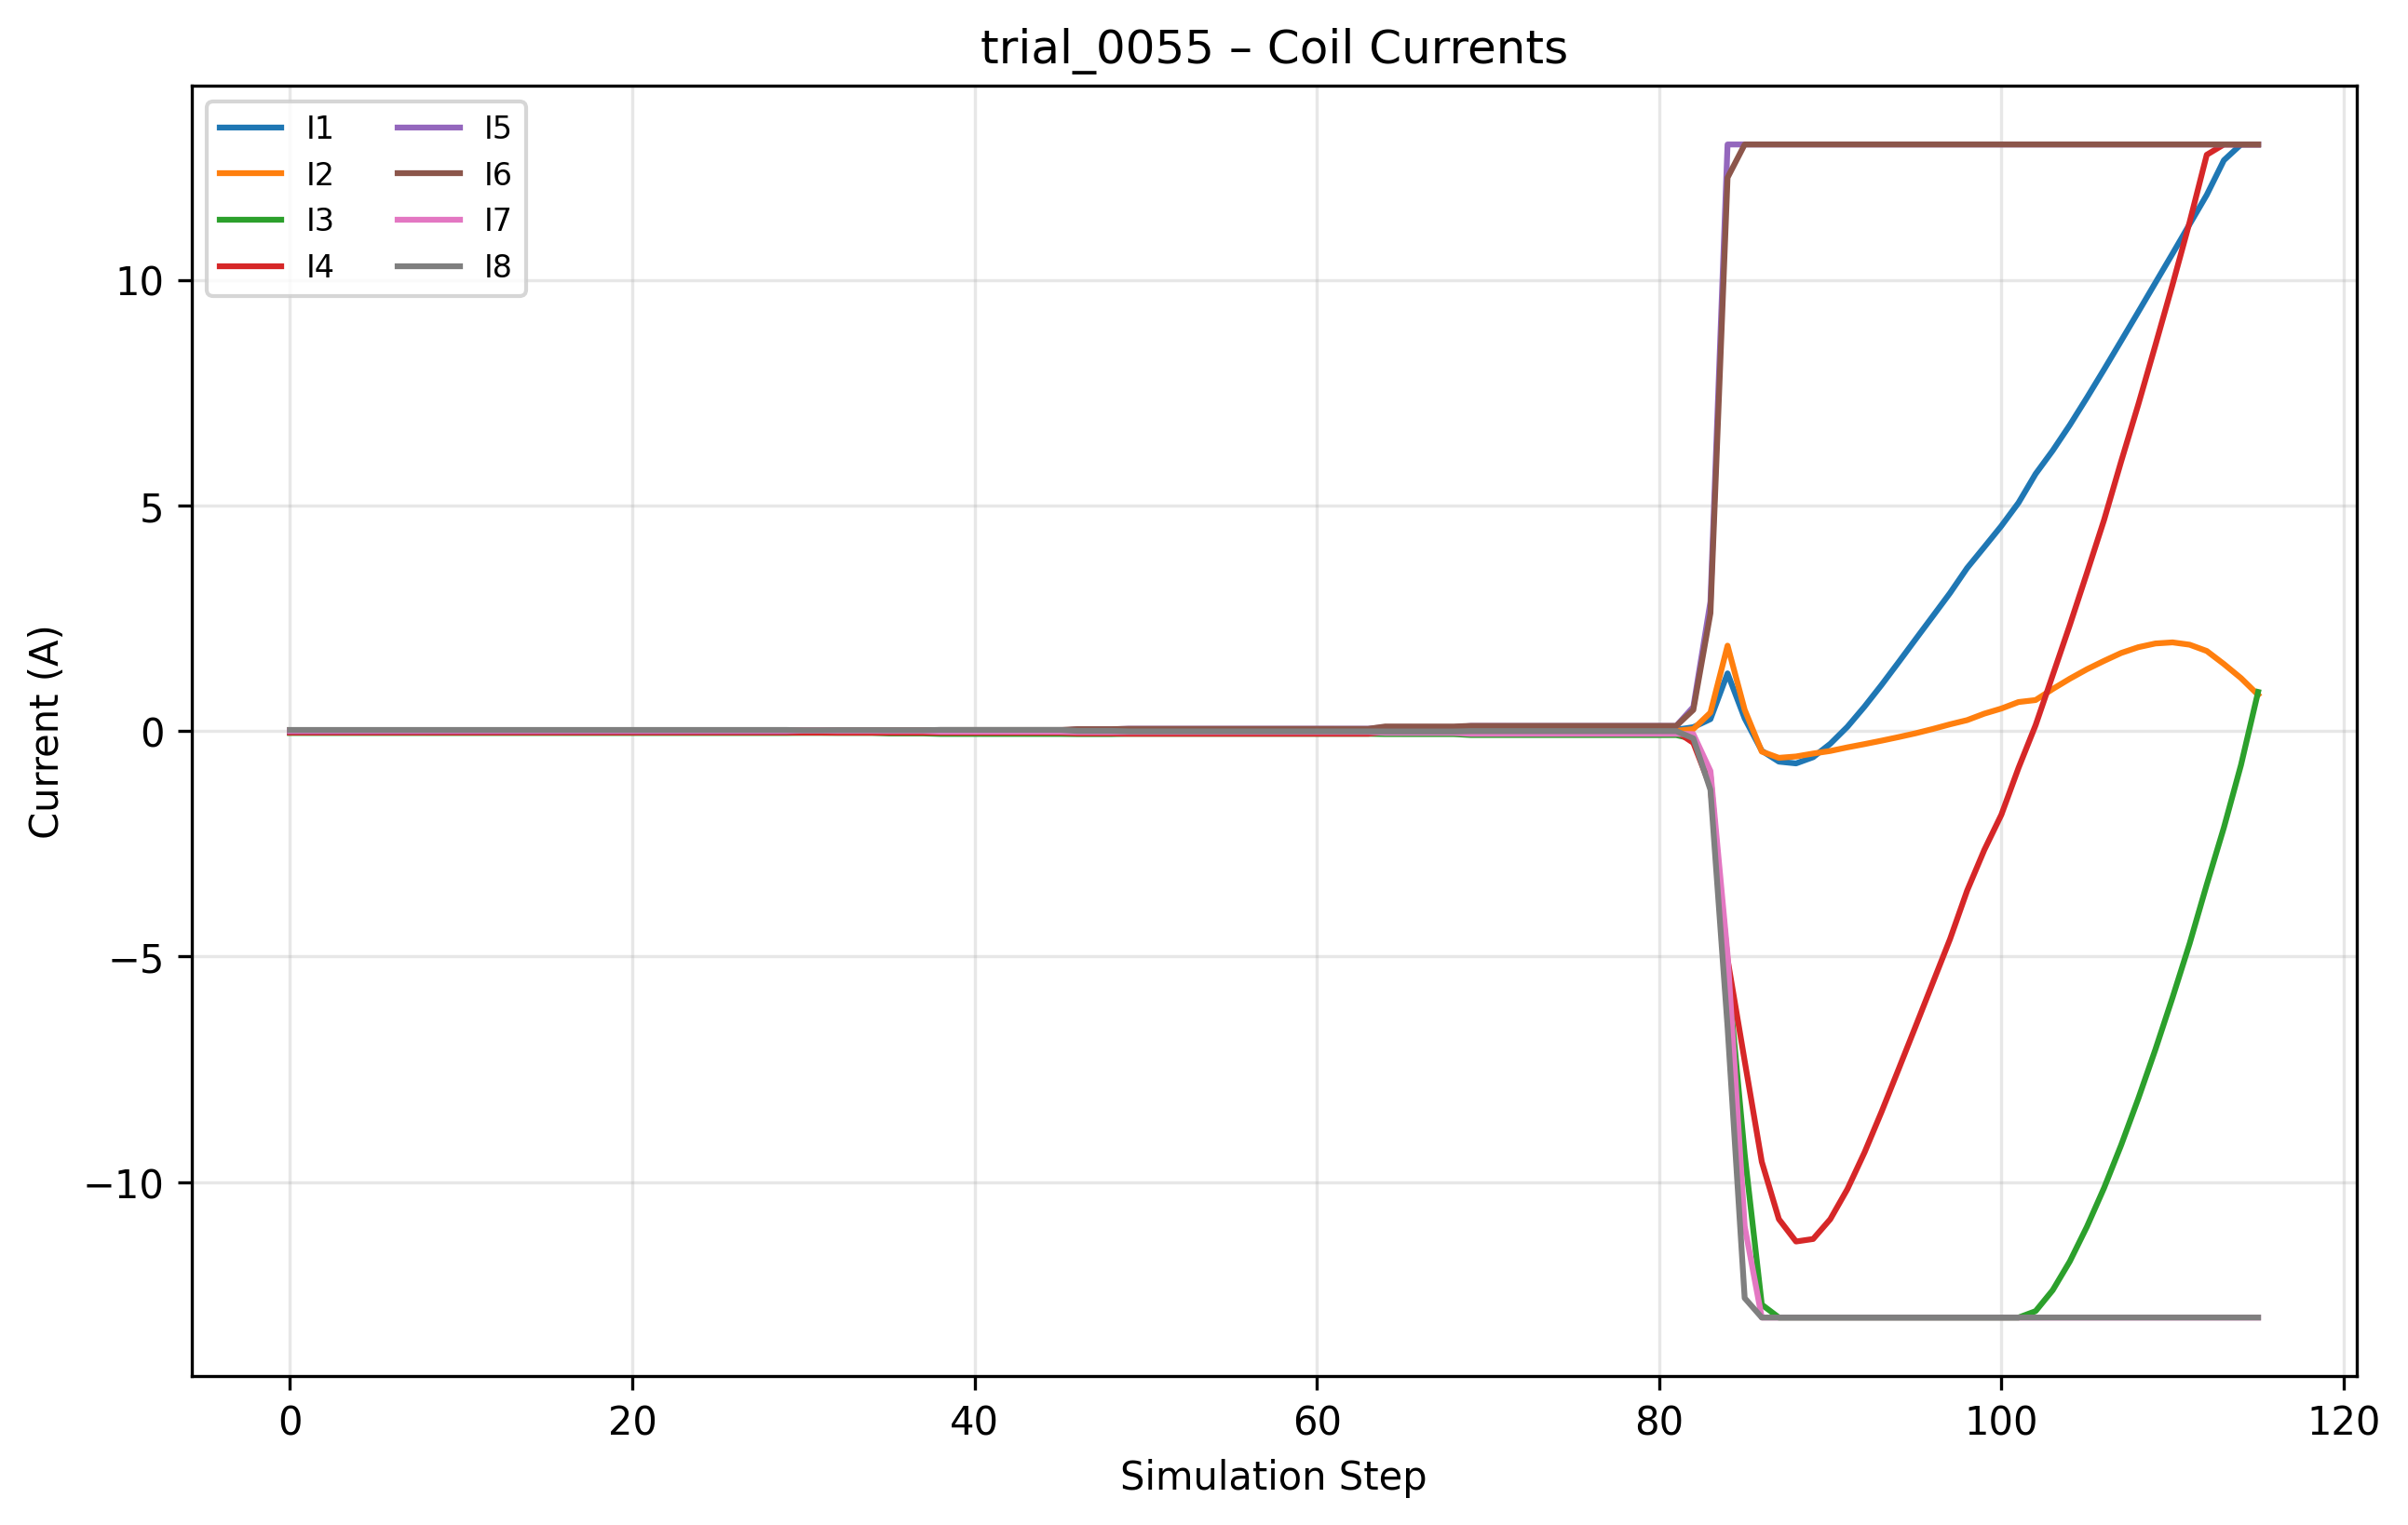 trial_0055 – Coil Currents
I1
I2
I3
I4
I5
I6
I7
I8
Current (A)
10
5
0
−5
−10
0 20 40 60 80 100 120
Simulation Step